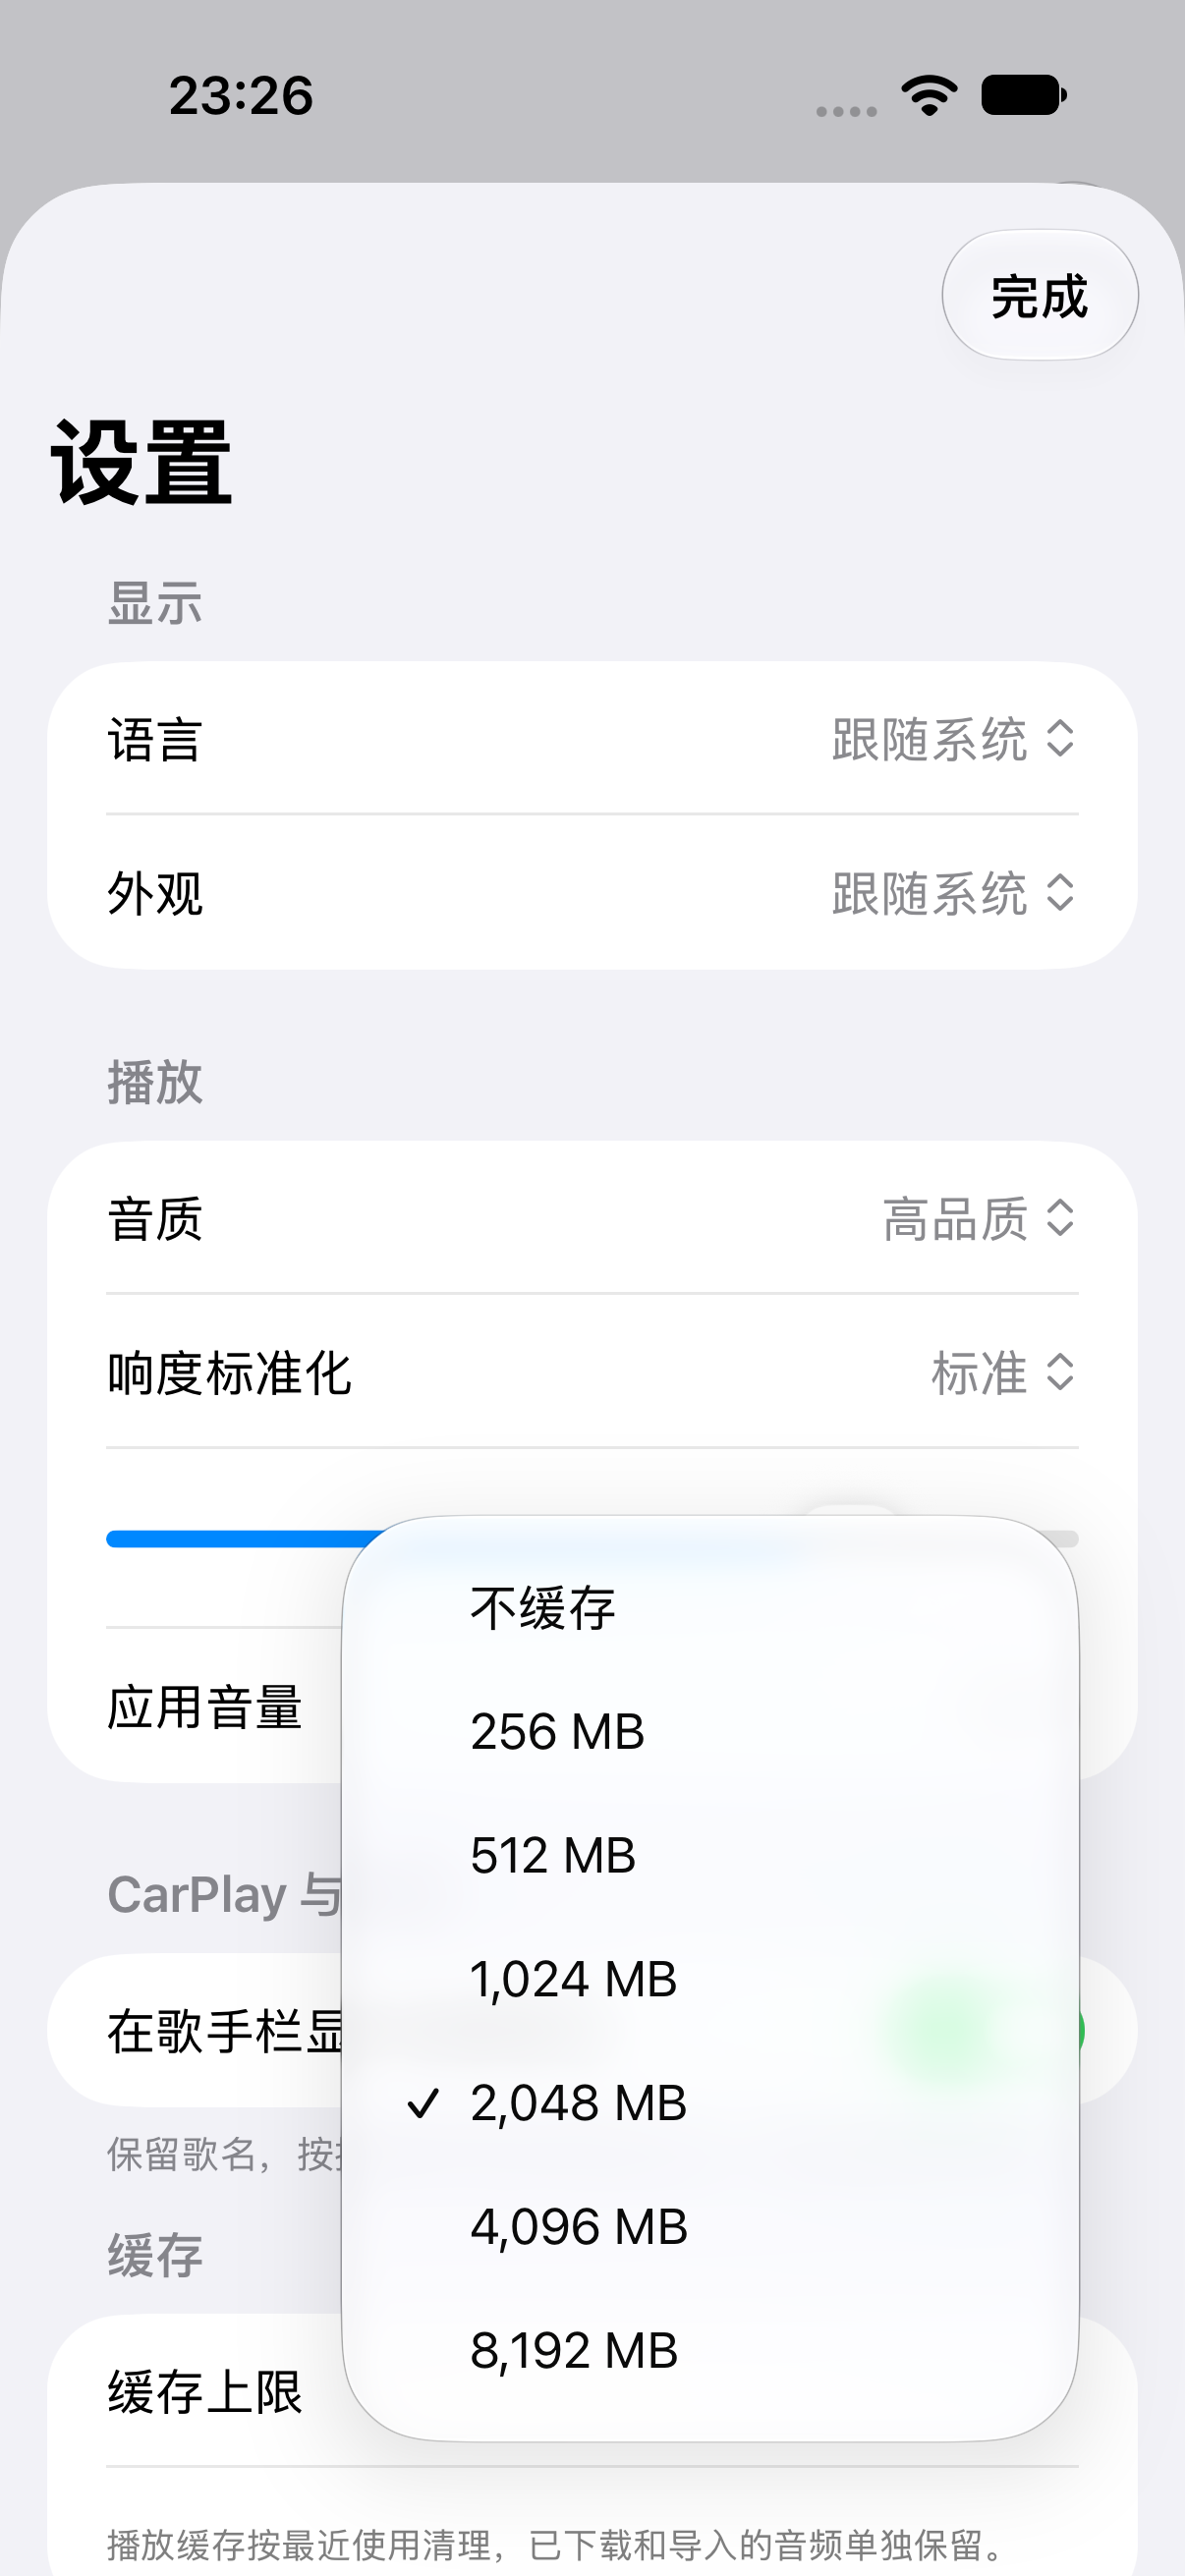 23:26
完成
设置
显示
语言 跟随系统
外观 跟随系统
播放
音质 高品质
响度标准化 标准
不缓存
256 MB
应用音量
512 MB
CarPlay 与
1,024 MB
在歌手栏显
2,048 MB
保留歌名，按
4,096 MB
缓存
8,192 MB
缓存上限
播放缓存按最近使用清理，已下载和导入的音频单独保留。